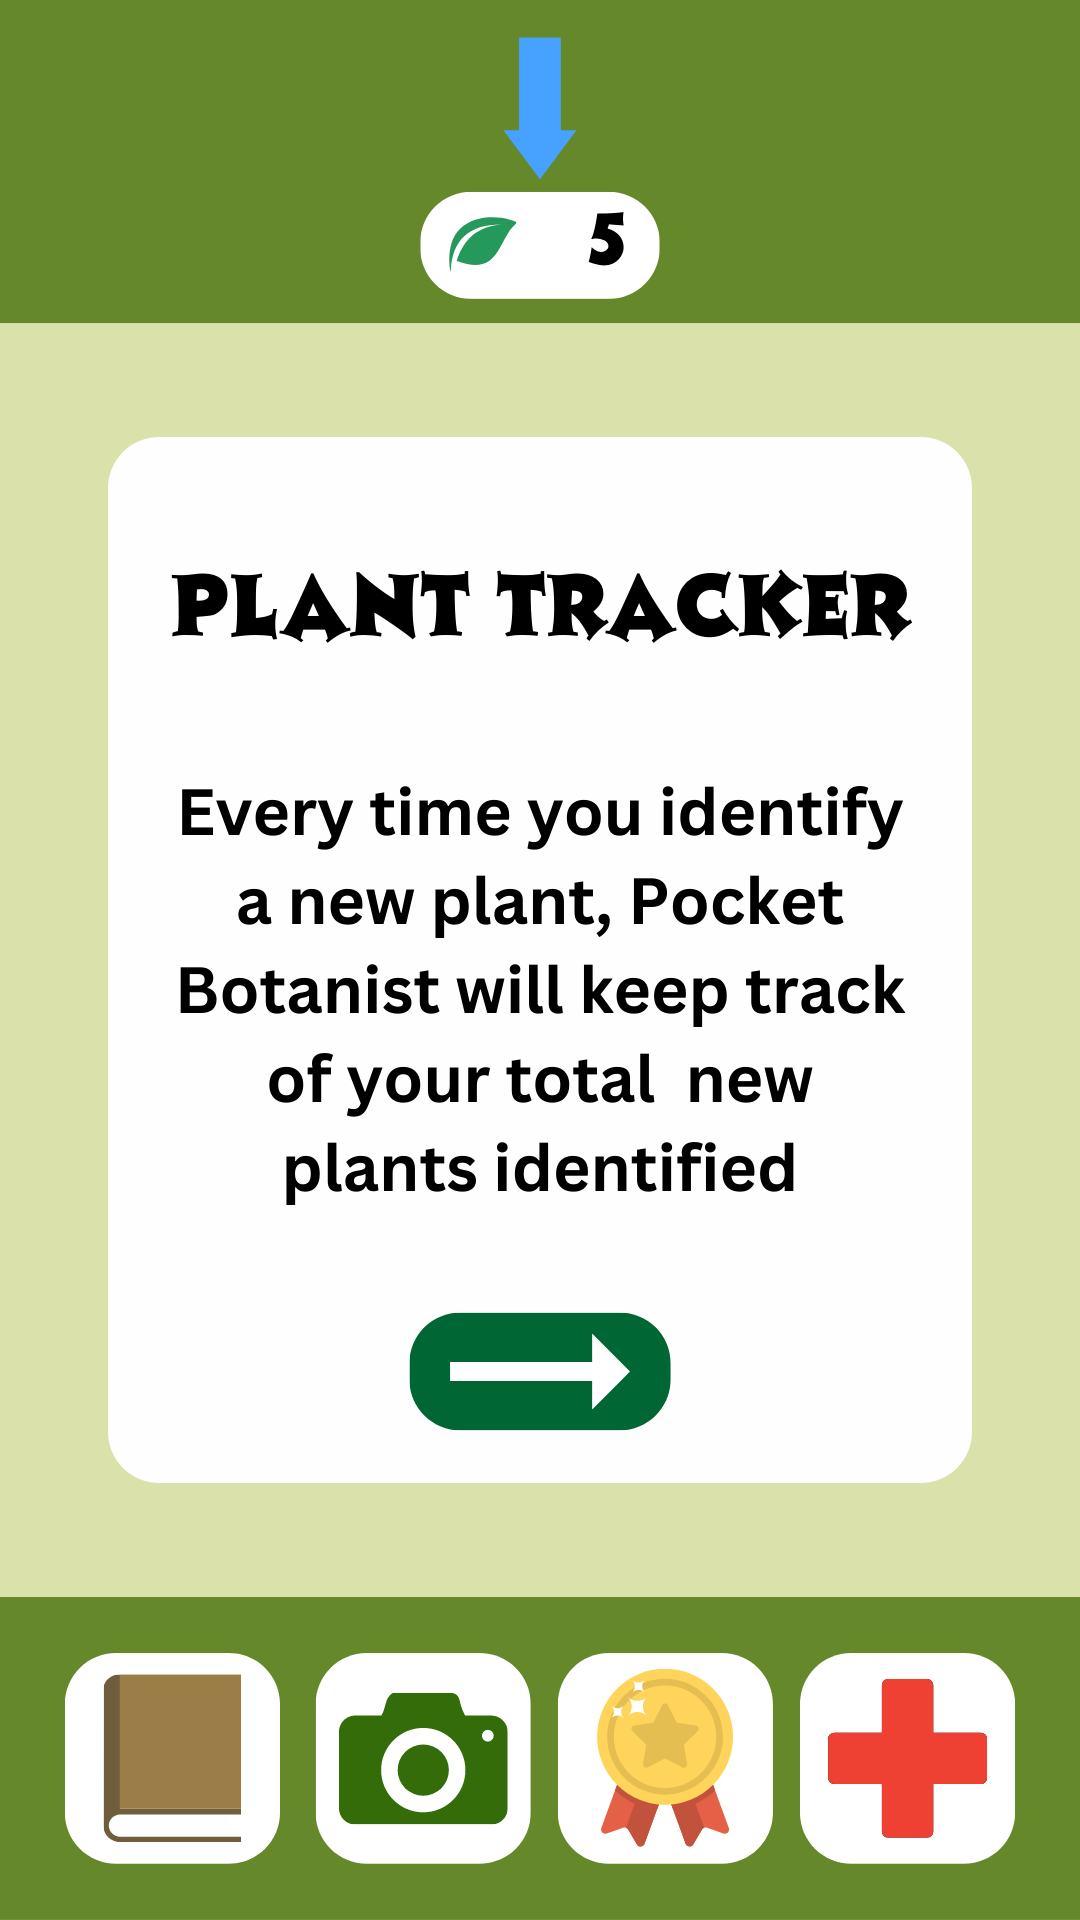 5
PLANT TRACKER
Every time you identify
a new plant, Pocket
Botanist will keep track
of your total  new
plants identified